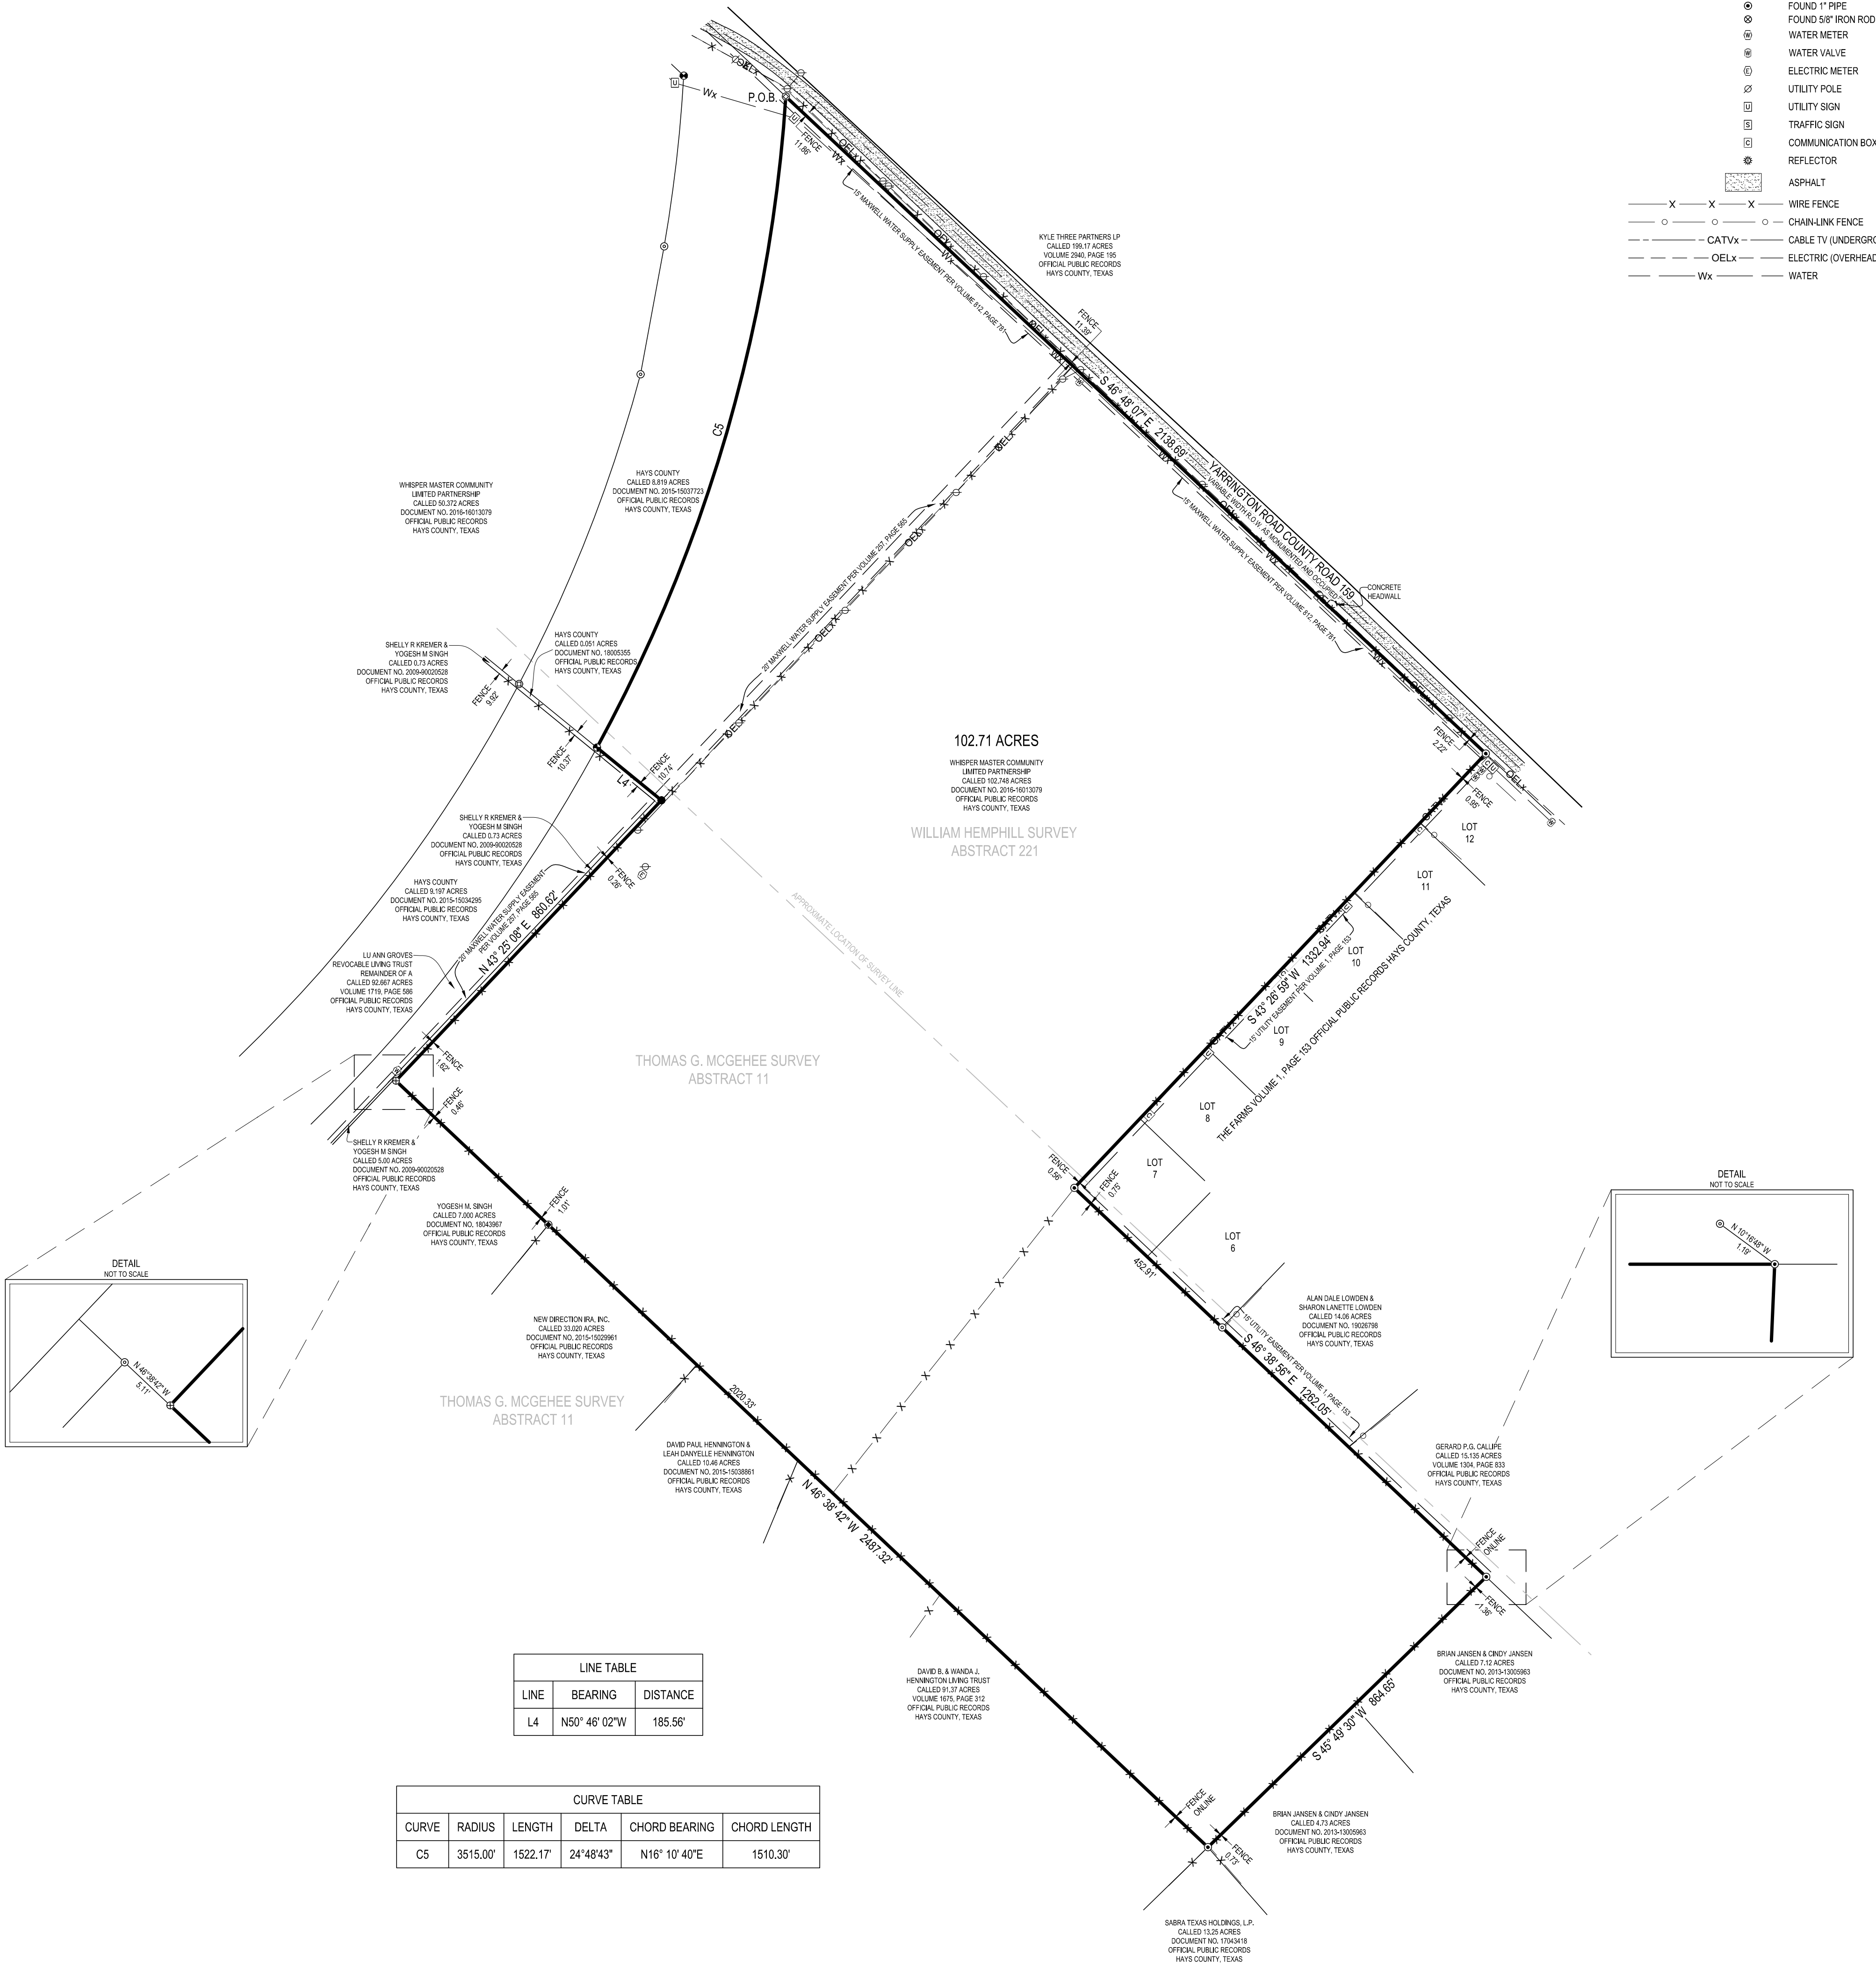 FOUND 1" PIPE
FOUND 5/8" IRON ROD
W WATER METER
W WATER VALVE
E ELECTRIC METER
UTILITY POLE
U UTILITY SIGN
S TRAFFIC SIGN
C COMMUNICATION BOX
REFLECTOR
ASPHALT
X X X WIRE FENCE
CHAIN-LINK FENCE
CATVx CABLE TV (UNDERGRO
OELx ELECTRIC (OVERHEAD
Wx WATER
P.O.B.
U
Wx
U
FENCE
11.86'
OELx
Wx
15' MAXWELL WATER SUPPLY EASEMENT PER VOLUME 812, PAGE 781
KYLE THREE PARTNERS LP
CALLED 199.17 ACRES
VOLUME 2940, PAGE 195
OFFICIAL PUBLIC RECORDS
HAYS COUNTY, TEXAS
FENCE
11.39'
S 46° 48' 07" E 2138.69'
YARRINGTON ROAD COUNTY ROAD 159
VARIABLE WIDTH R.O.W. AS MONUMENTED AND OCCUPIED
15' MAXWELL WATER SUPPLY EASEMENT PER VOLUME 812, PAGE 781
CONCRETE
HEADWALL
C5
WHISPER MASTER COMMUNITY
LIMITED PARTNERSHIP
CALLED 50.372 ACRES
DOCUMENT NO. 2016-16013079
OFFICIAL PUBLIC RECORDS
HAYS COUNTY, TEXAS
HAYS COUNTY
CALLED 8.819 ACRES
DOCUMENT NO. 2015-15037723
OFFICIAL PUBLIC RECORDS
HAYS COUNTY, TEXAS
20' MAXWELL WATER SUPPLY EASEMENT PER VOLUME 257, PAGE 565
OELx
SHELLY R KREMER &
YOGESH M SINGH
CALLED 0.73 ACRES
DOCUMENT NO. 2009-90020528
OFFICIAL PUBLIC RECORDS
HAYS COUNTY, TEXAS
HAYS COUNTY
CALLED 0.051 ACRES
DOCUMENT NO. 18005355
OFFICIAL PUBLIC RECORDS
HAYS COUNTY, TEXAS
FENCE
9.92'
FENCE
10.37'
L4
FENCE
10.74'
102.71 ACRES
WHISPER MASTER COMMUNITY
LIMITED PARTNERSHIP
CALLED 102.748 ACRES
DOCUMENT NO. 2016-16013079
OFFICIAL PUBLIC RECORDS
HAYS COUNTY, TEXAS
WILLIAM HEMPHILL SURVEY
ABSTRACT 221
APPROXIMATE LOCATION OF SURVEY LINE
FENCE
2.22'
FENCE
0.95'
OELx
LOT
12
LOT
11
LOT
10
LOT
9
LOT
8
LOT
7
LOT
6
S 43° 26' 59" W 1332.94'
15' UTILITY EASEMENT PER VOLUME 1, PAGE 153
THE FARMS VOLUME 1, PAGE 153 OFFICIAL PUBLIC RECORDS HAYS COUNTY, TEXAS
SHELLY R KREMER &
YOGESH M SINGH
CALLED 0.73 ACRES
DOCUMENT NO. 2009-90020528
OFFICIAL PUBLIC RECORDS
HAYS COUNTY, TEXAS
FENCE
0.26'
E
HAYS COUNTY
CALLED 9.197 ACRES
DOCUMENT NO. 2015-15034295
OFFICIAL PUBLIC RECORDS
HAYS COUNTY, TEXAS
20' MAXWELL WATER SUPPLY EASEMENT
PER VOLUME 257, PAGE 565
N 43° 25' 08" E 860.62'
LU ANN GROVES
REVOCABLE LIVING TRUST
REMAINDER OF A
CALLED 92.667 ACRES
VOLUME 1719, PAGE 586
OFFICIAL PUBLIC RECORDS
HAYS COUNTY, TEXAS
FENCE
1.62'
FENCE
0.46'
THOMAS G. MCGEHEE SURVEY
ABSTRACT 11
SHELLY R KREMER &
YOGESH M SINGH
CALLED 5.00 ACRES
DOCUMENT NO. 2009-90020528
OFFICIAL PUBLIC RECORDS
HAYS COUNTY, TEXAS
YOGESH M. SINGH
CALLED 7.000 ACRES
DOCUMENT NO. 18043967
OFFICIAL PUBLIC RECORDS
HAYS COUNTY, TEXAS
FENCE
1.01'
FENCE
0.56'
FENCE
0.75'
452.91'
DETAIL
NOT TO SCALE
N 46°38'42" W
5.11'
DETAIL
NOT TO SCALE
N 10°16'48" W
1.19'
NEW DIRECTION IRA, INC.
CALLED 33.020 ACRES
DOCUMENT NO. 2015-15029961
OFFICIAL PUBLIC RECORDS
HAYS COUNTY, TEXAS
ALAN DALE LOWDEN &
SHARON LANETTE LOWDEN
CALLED 14.06 ACRES
DOCUMENT NO. 19026798
OFFICIAL PUBLIC RECORDS
HAYS COUNTY, TEXAS
15' UTILITY EASEMENT PER VOLUME 1, PAGE 153
S 46° 38' 56" E 1262.05'
THOMAS G. MCGEHEE SURVEY
ABSTRACT 11
2020.33'
DAVID PAUL HENNINGTON &
LEAH DANYELLE HENNINGTON
CALLED 10.46 ACRES
DOCUMENT NO. 2015-15038861
OFFICIAL PUBLIC RECORDS
HAYS COUNTY, TEXAS
N 46° 38' 42" W 2487.32'
GERARD P.G. CALLIPE
CALLED 15.135 ACRES
VOLUME 1304, PAGE 833
OFFICIAL PUBLIC RECORDS
HAYS COUNTY, TEXAS
FENCE
ONLINE
FENCE
1.36'
BRIAN JANSEN & CINDY JANSEN
CALLED 7.12 ACRES
DOCUMENT NO. 2013-13005963
OFFICIAL PUBLIC RECORDS
HAYS COUNTY, TEXAS
DAVID B. & WANDA J.
HENNINGTON LIVING TRUST
CALLED 91.37 ACRES
VOLUME 1675, PAGE 312
OFFICIAL PUBLIC RECORDS
HAYS COUNTY, TEXAS
S 45° 49' 30" W 864.65'
FENCE
ONLINE
FENCE
0.73'
BRIAN JANSEN & CINDY JANSEN
CALLED 4.73 ACRES
DOCUMENT NO. 2013-13005963
OFFICIAL PUBLIC RECORDS
HAYS COUNTY, TEXAS
SABRA TEXAS HOLDINGS, L.P.
CALLED 13.25 ACRES
DOCUMENT NO. 17043418
OFFICIAL PUBLIC RECORDS
HAYS COUNTY, TEXAS
LINE TABLE
LINE BEARING DISTANCE
L4 N50° 46' 02"W 185.56'
CURVE TABLE
CURVE RADIUS LENGTH DELTA CHORD BEARING CHORD LENGTH
C5 3515.00' 1522.17' 24°48'43" N16° 10' 40"E 1510.30'